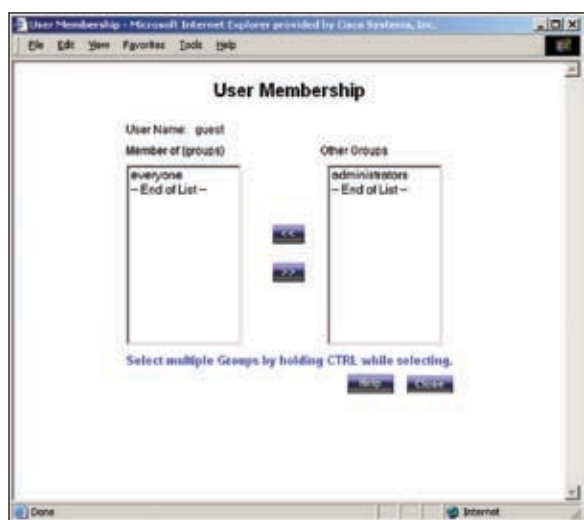 User Membership - Microsoft Internet Explorer provided by Cisco Systems, Inc.
File Edit View Favorites Tools Help
User Membership
User Name: guest
Member of (groups)
Other Groups
everyone
-- End of List --
administrators
-- End of List --
<<
>>
Select multiple Groups by holding CTRL while selecting.
Help Close
Done Internet